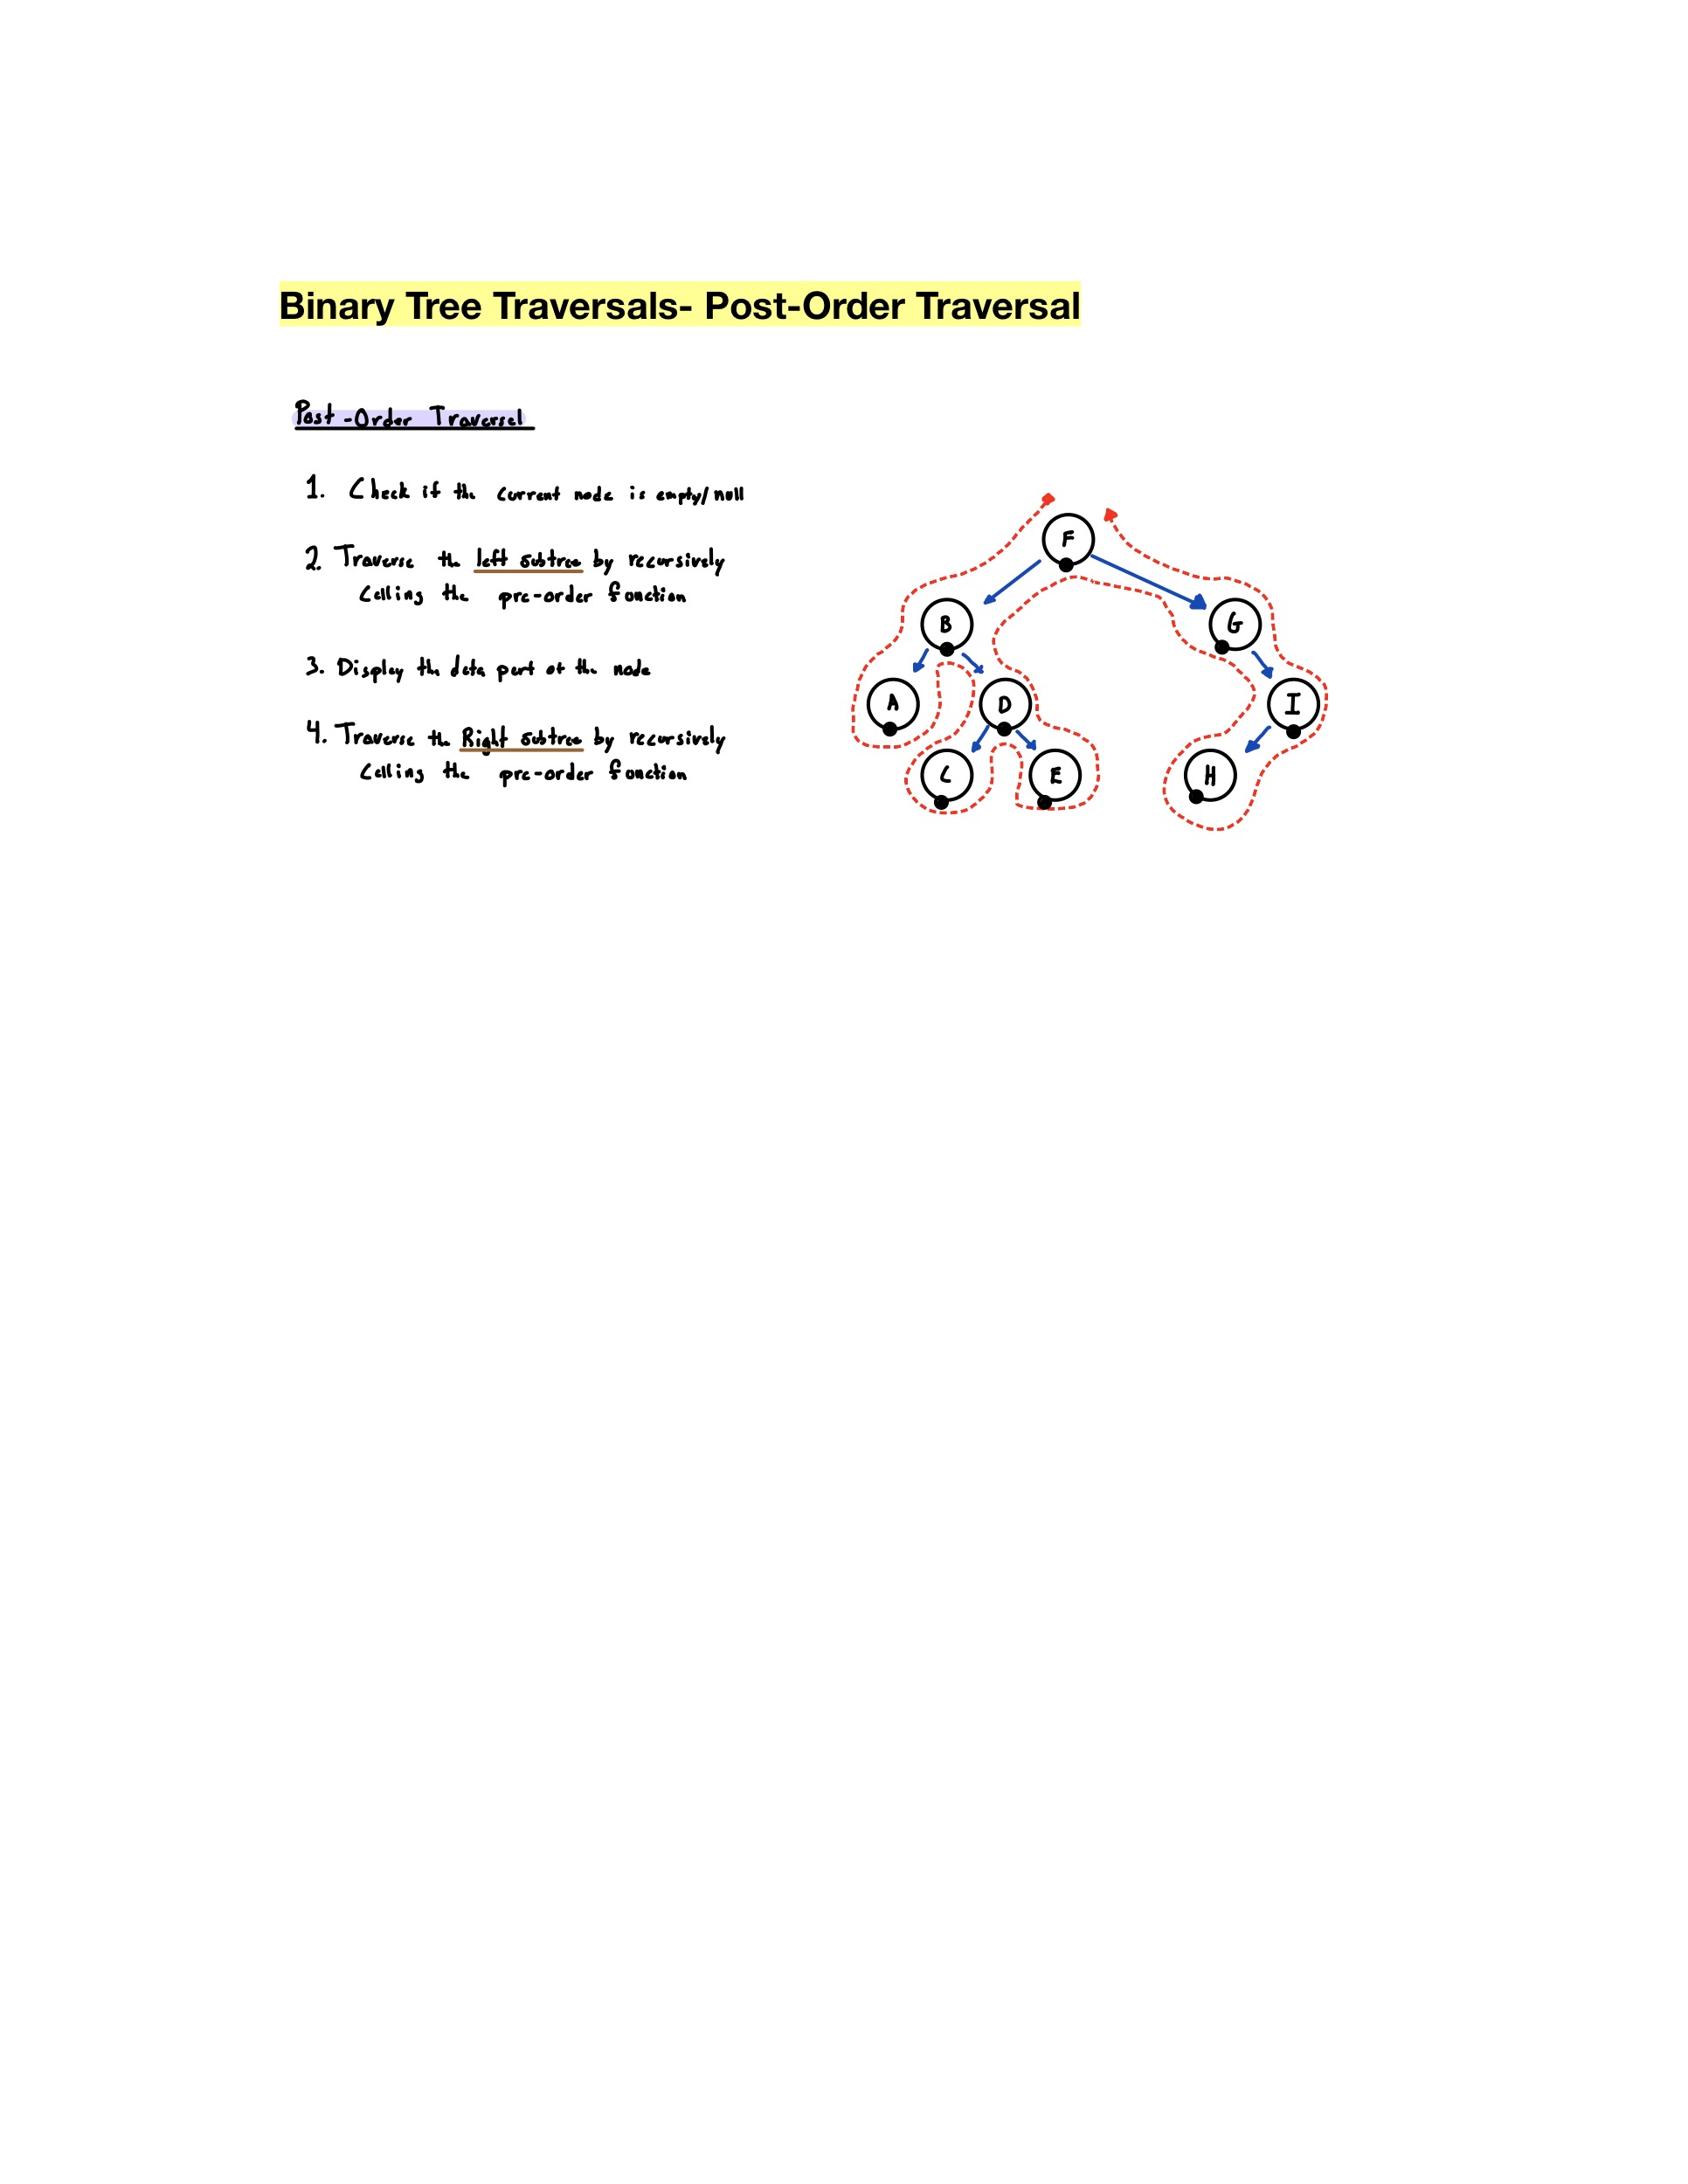 Binary Tree Traversals- Post-Order Traversal
Post-Order Traversal
1. Check if the current node is empty/null
2. Traverse the left subtree by recursively
calling the pre-order function
3. Display the data part of the node
4. Traverse the Right subtree by recursively
calling the pre-order function
F
B
G
A
D
I
C
E
H